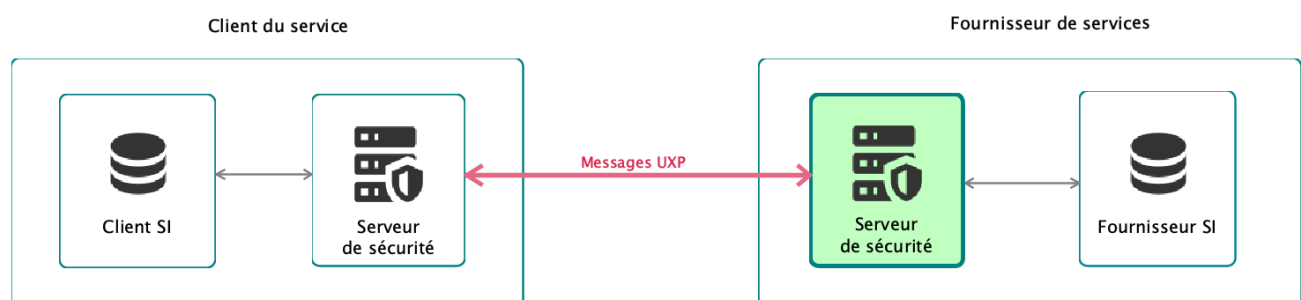 Client du service
Fournisseur de services
Client SI
Serveur
de sécurité
Messages UXP
Serveur
de sécurité
Fournisseur SI